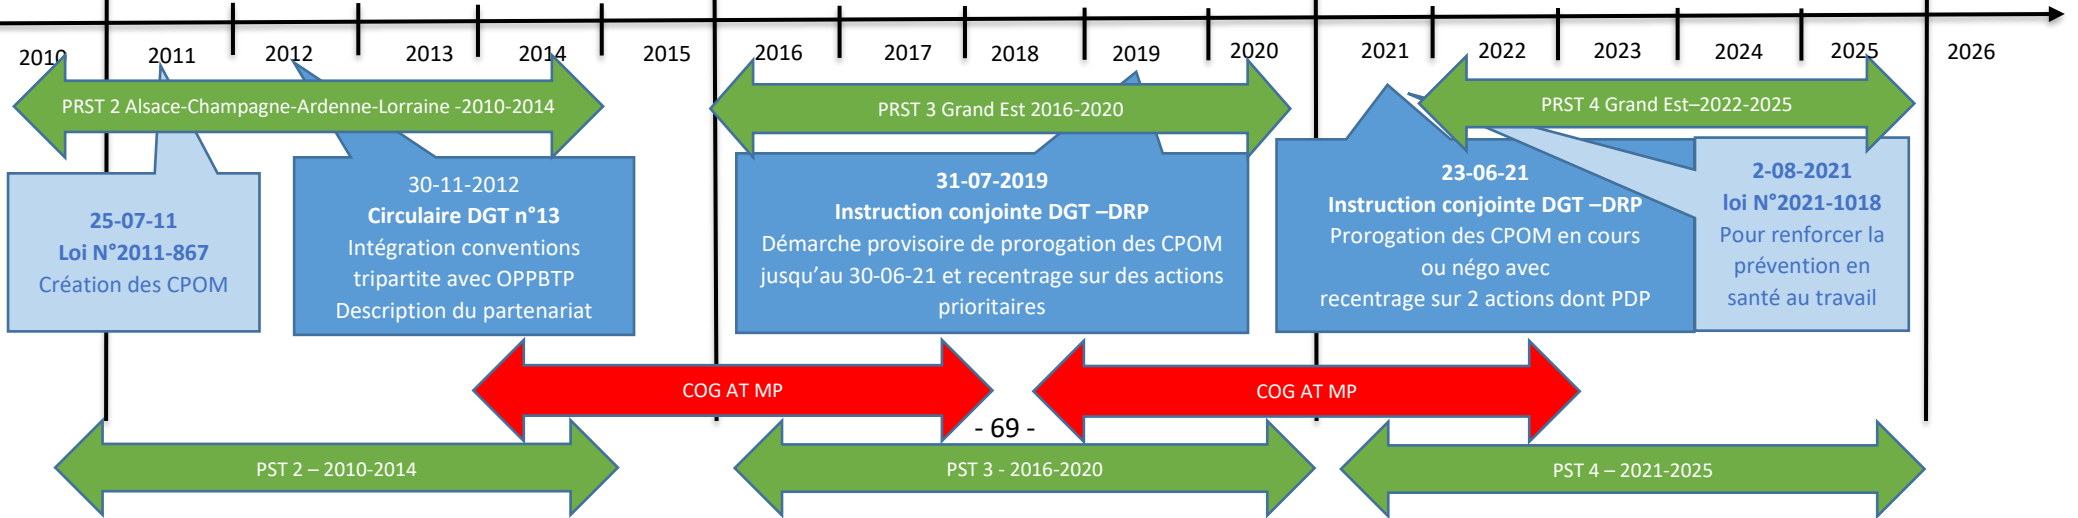 2010 2011 2012 2013 2014 2015 2016 2017 2018 2019 2020 2021 2022 2023 2024 2025 2026
PRST 2 Alsace-Champagne-Ardenne-Lorraine -2010-2014
PRST 3 Grand Est 2016-2020
PRST 4 Grand Est–2022-2025
25-07-11
Loi N°2011-867
Création des CPOM
30-11-2012
Circulaire DGT n°13
Intégration conventions
tripartite avec OPPBTP
Description du partenariat
31-07-2019
Instruction conjointe DGT –DRP
Démarche provisoire de prorogation des CPOM
jusqu'au 30-06-21 et recentrage sur des actions
prioritaires
23-06-21
Instruction conjointe DGT –DRP
Prorogation des CPOM en cours
ou négo avec
recentrage sur 2 actions dont PDP
2-08-2021
loi N°2021-1018
Pour renforcer la
prévention en
santé au travail
COG AT MP
COG AT MP
- 69 -
PST 2 – 2010-2014
PST 3 - 2016-2020
PST 4 – 2021-2025